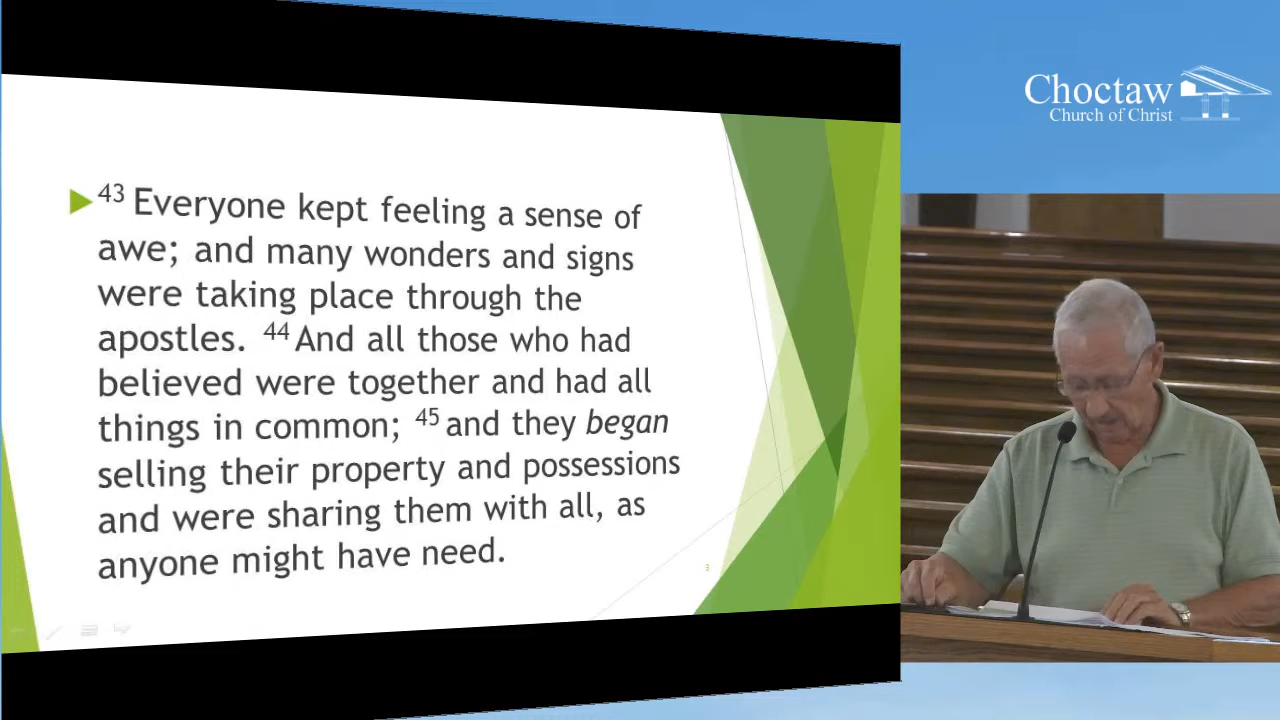 43 Everyone kept feeling a sense of
awe; and many wonders and signs
were taking place through the
apostles. 44 And all those who had
believed were together and had all
things in common; 45 and they began
selling their property and possessions
and were sharing them with all, as
anyone might have need.
3
Choctaw
Church of Christ